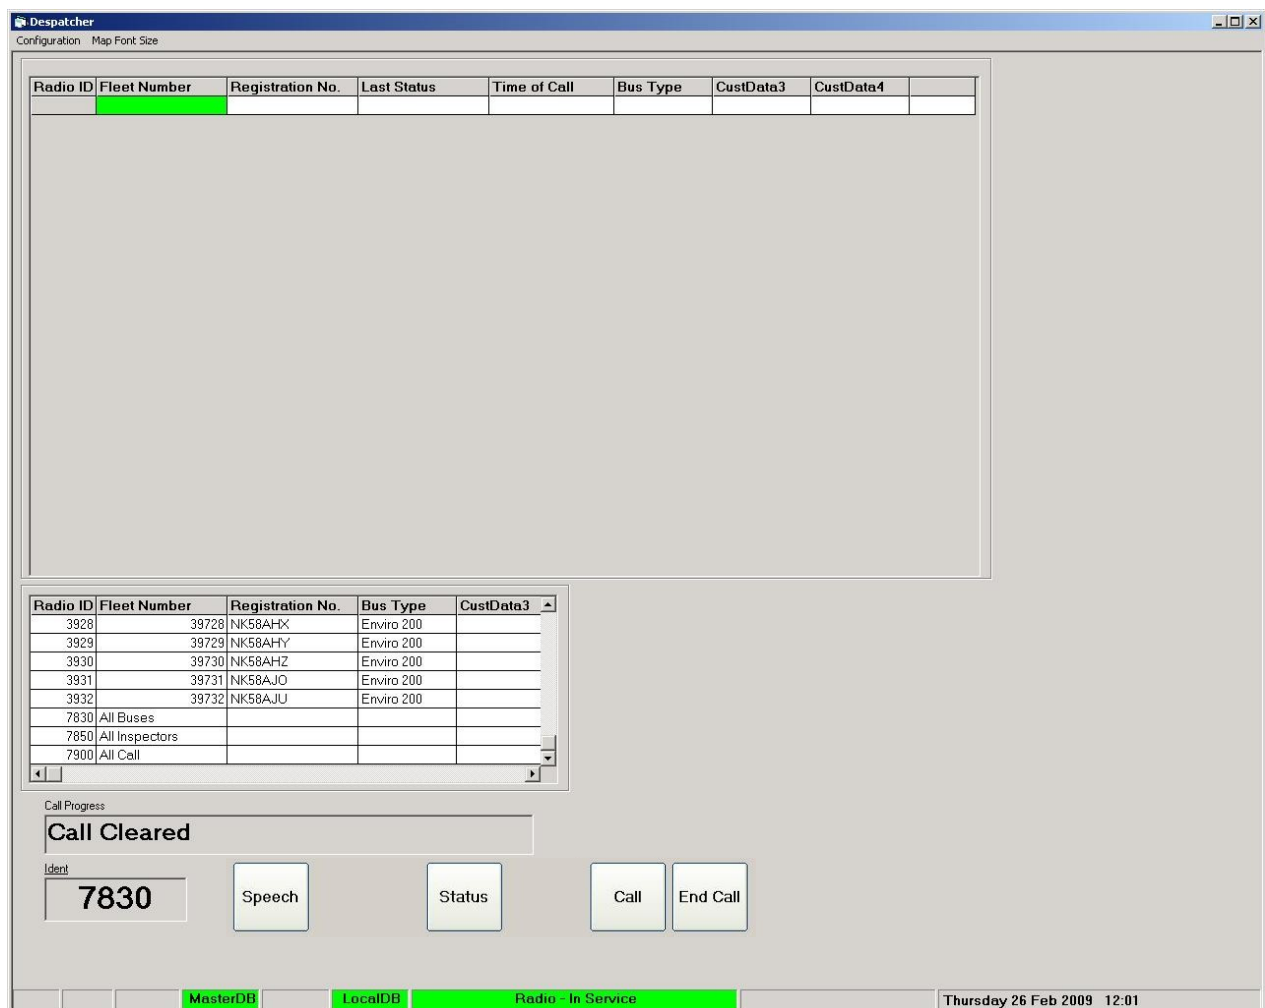 Despatcher
Configuration Map Font Size
Radio ID Fleet Number Registration No. Last Status Time of Call Bus Type CustData3 CustData4
Radio ID Fleet Number Registration No. Bus Type CustData3
3928 39728 NK58AHX Enviro 200
3929 39729 NK58AHY Enviro 200
3930 39730 NK58AHZ Enviro 200
3931 39731 NK58AJO Enviro 200
3932 39732 NK58AJU Enviro 200
7830 All Buses
7850 All Inspectors
7900 All Call
Call Progress
Call Cleared
Ident
7830 Speech Status Call End Call
MasterDB LocalDB Radio - In Service Thursday 26 Feb 2009 12:01